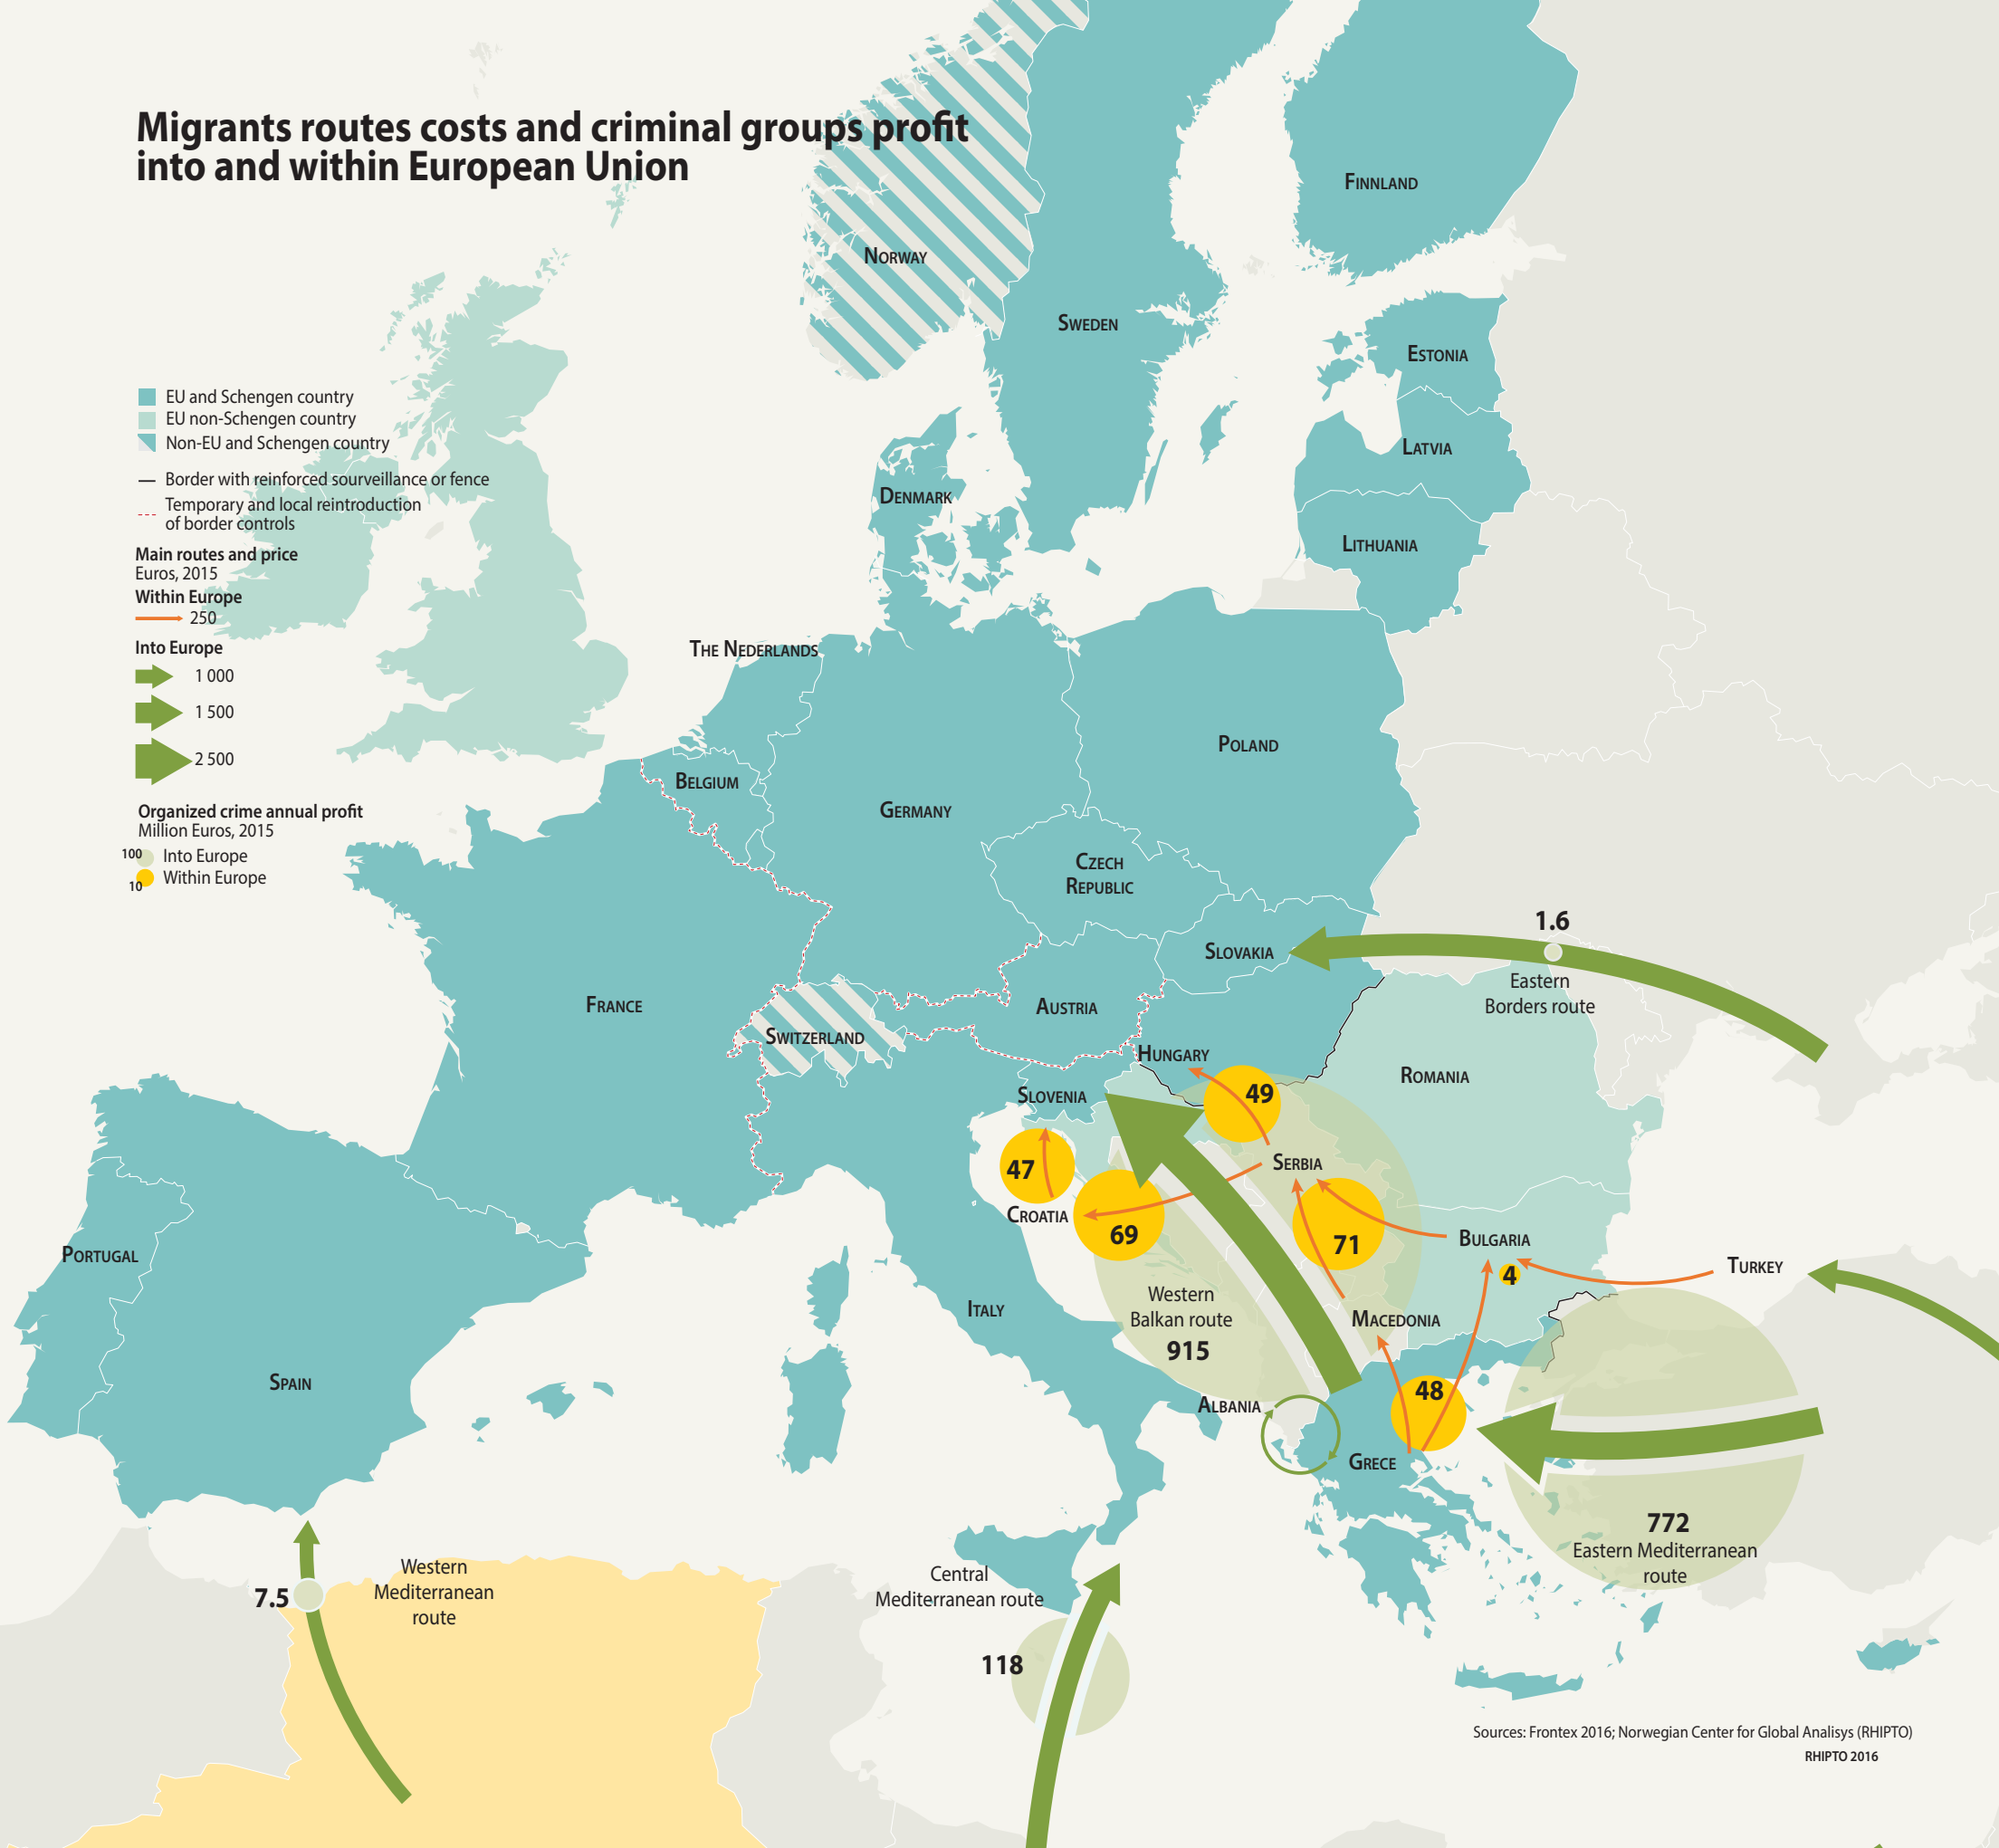 Migrants routes costs and criminal groups profit
into and within European Union
EU and Schengen country
EU non-Schengen country
Non-EU and Schengen country
Border with reinforced sourveillance or fence
Temporary and local reintroduction
of border controls
Main routes and price
Euros, 2015
Within Europe
250
Into Europe
1 000
1 500
2 500
Organized crime annual profit
Million Euros, 2015
100
Into Europe
10
Within Europe
FINNLAND
NORWAY
SWEDEN
ESTONIA
LATVIA
DENMARK
LITHUANIA
THE NEDERLANDS
POLAND
BELGIUM
GERMANY
CZECH
REPUBLIC
1.6
SLOVAKIA
Eastern
Borders route
FRANCE
AUSTRIA
SWITZERLAND
HUNGARY
ROMANIA
SLOVENIA
49
SERBIA
47
CROATIA
69
71
BULGARIA
4
TURKEY
PORTUGAL
ITALY
Western
Balkan route
915
MACEDONIA
SPAIN
48
ALBANIA
GRECE
772
Eastern Mediterranean
route
Western
Mediterranean
route
7.5
Central
Mediterranean route
118
Sources: Frontex 2016; Norwegian Center for Global Analisys (RHIPTO)
RHIPTO 2016